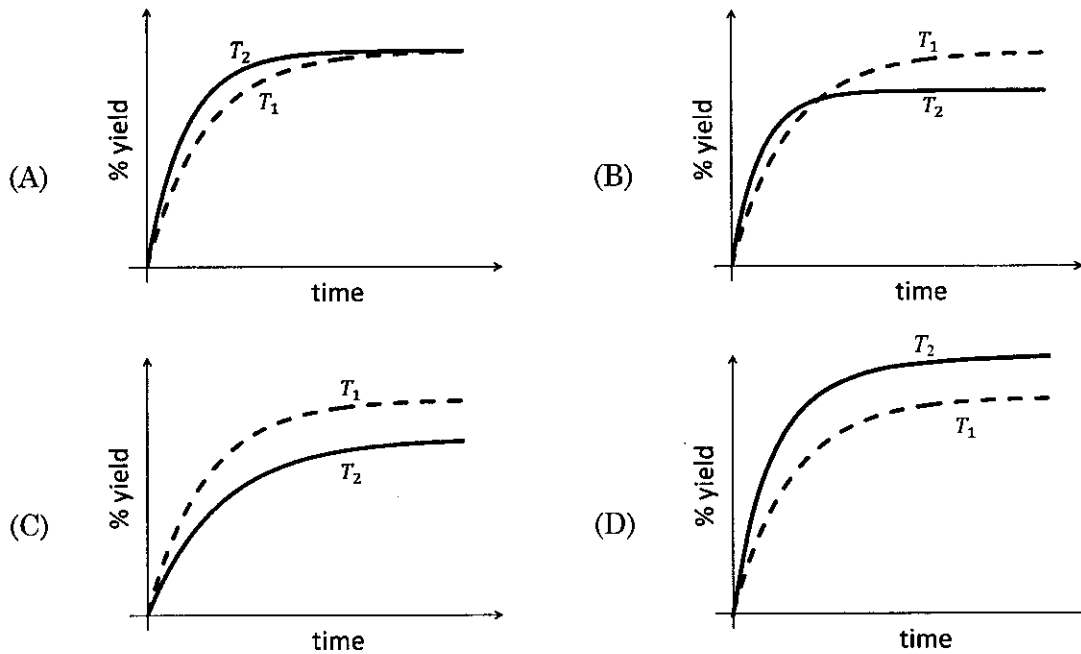 (A)
% yield
T₂
T₁
time
(B)
% yield
T₁
T₂
time
(C)
% yield
T₁
T₂
time
(D)
% yield
T₂
T₁
time